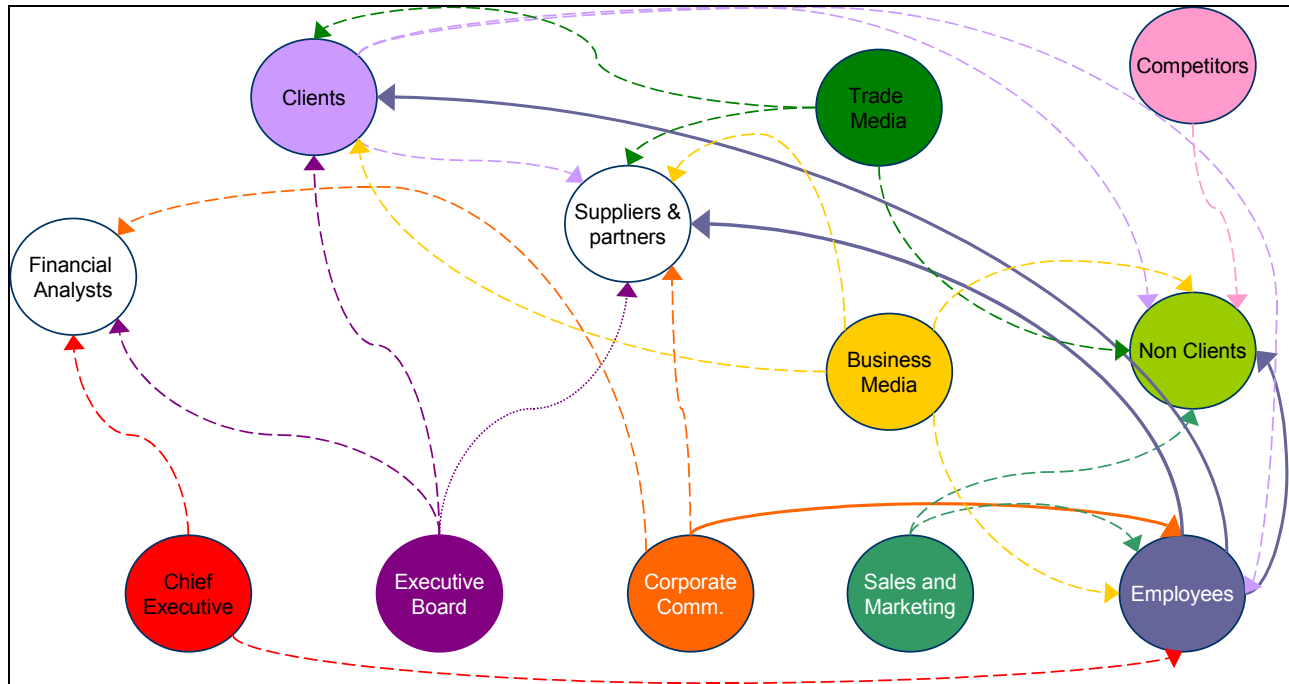 Clients
Trade
Media
Competitors
Suppliers &
partners
Financial
Analysts
Business
Media
Non Clients
Chief
Executive
Executive
Board
Corporate
Comm.
Sales and
Marketing
Employees